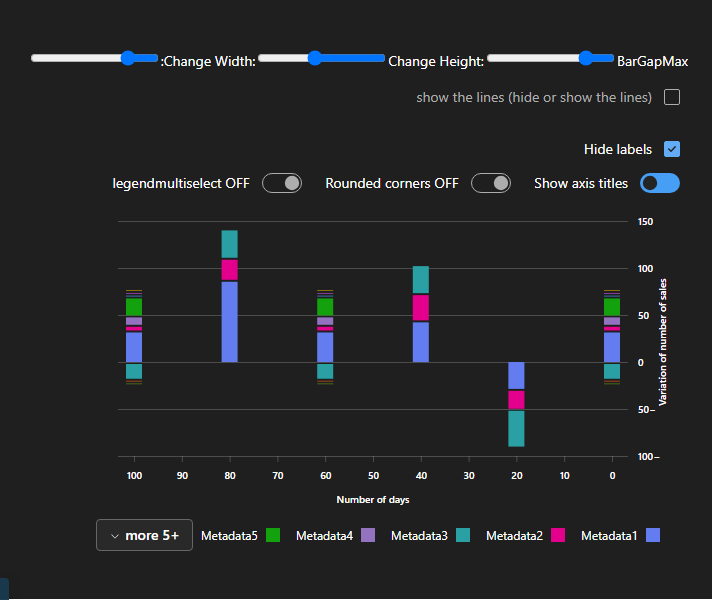 :Change Width: Change Height: BarGapMax
show the lines (hide or show the lines)
Hide labels
legendmultiselect OFF Rounded corners OFF Show axis titles
150
100
50
0
50–
100–
Variation of number of sales
100 90 80 70 60 50 40 30 20 10 0
Number of days
more 5+ Metadata5 Metadata4 Metadata3 Metadata2 Metadata1